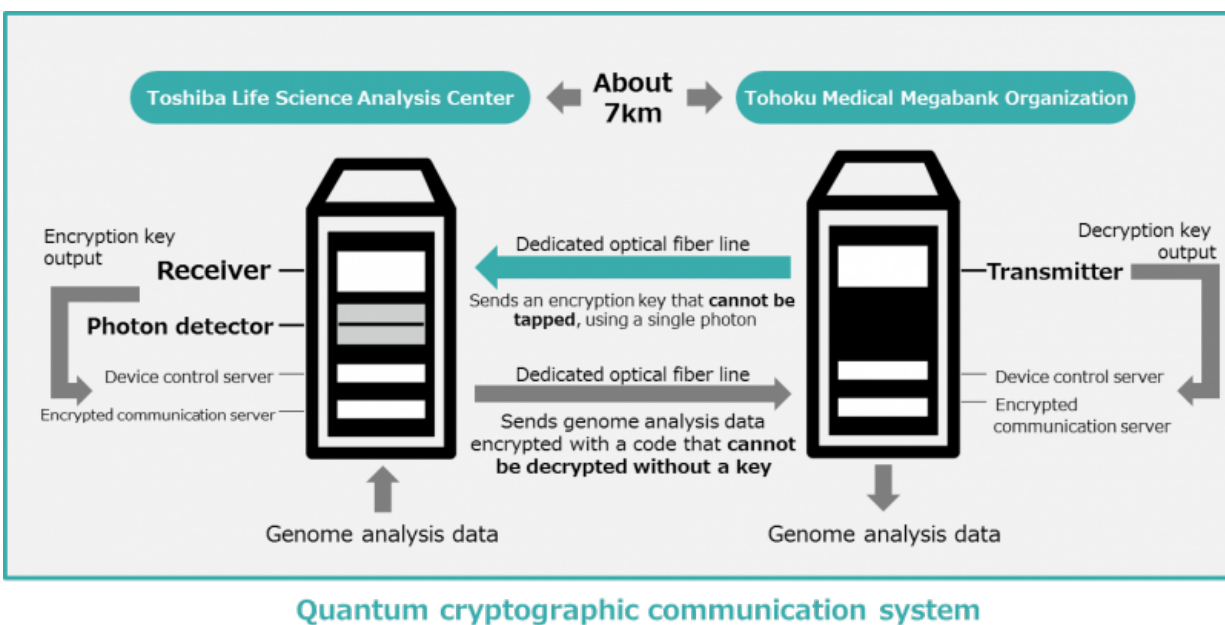 Toshiba Life Science Analysis Center
About
7km
Tohoku Medical Megabank Organization
Encryption key
output
Receiver
Photon detector
Device control server
Encrypted communication server
Dedicated optical fiber line
Sends an encryption key that cannot be
tapped, using a single photon
Dedicated optical fiber line
Sends genome analysis data
encrypted with a code that cannot
be decrypted without a key
Decryption key
output
Transmitter
Device control server
Encrypted
communication server
Genome analysis data
Genome analysis data
Quantum cryptographic communication system